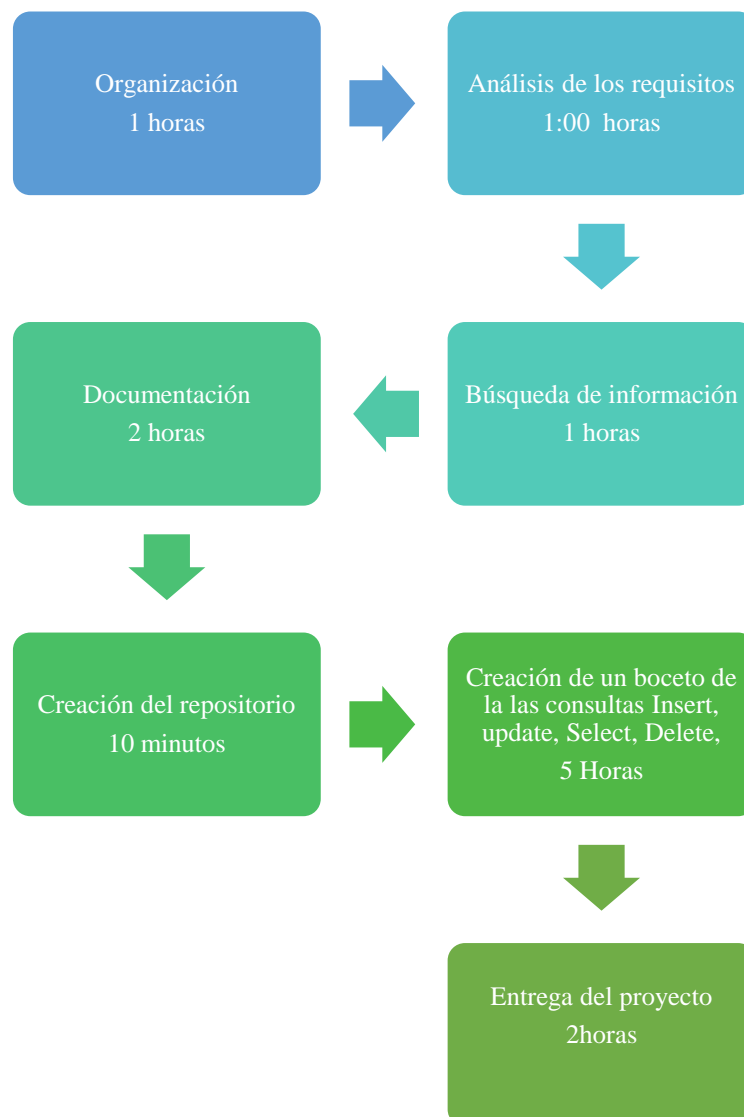 Organización
1 horas
Análisis de los requisitos
1:00  horas
Búsqueda de información
1 horas
Documentación
2 horas
Creación del repositorio
10 minutos
Creación de un boceto de
la las consultas Insert,
update, Select, Delete,
5 Horas
Entrega del proyecto
2horas